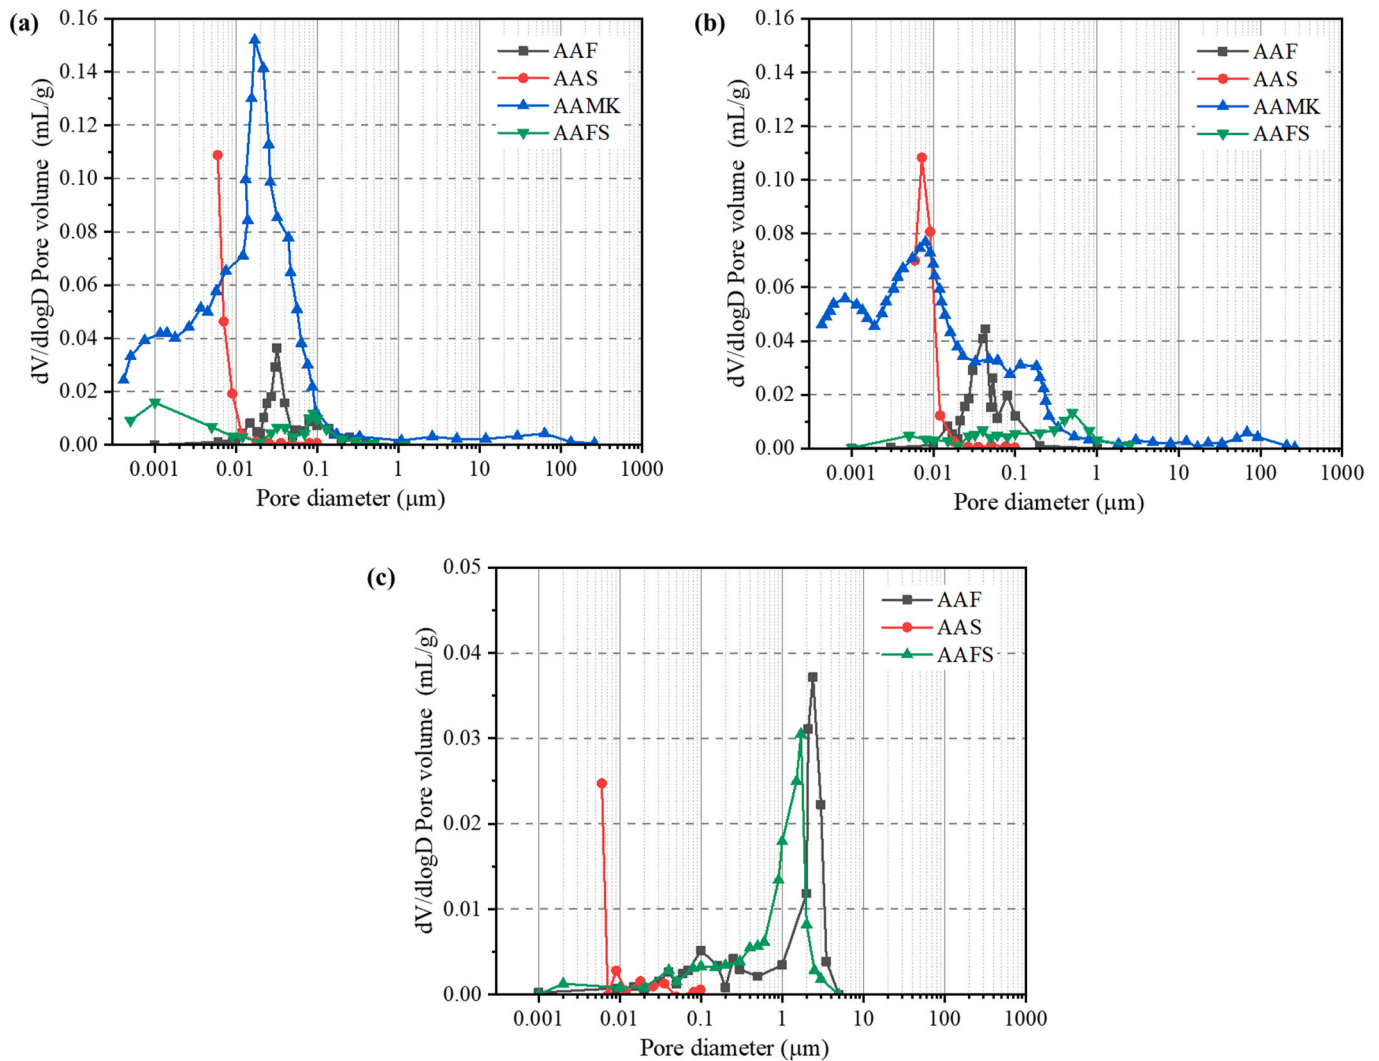 (a)
dV/dlogD Pore volume (mL/g)
0.16
0.14
0.12
0.10
0.08
0.06
0.04
0.02
0.00
AAF
AAS
AAMK
AAFS
0.001 0.01 0.1 1 10 100 1000
Pore diameter (μm)
(b)
dV/dlogD Pore volume (mL/g)
0.16
0.14
0.12
0.10
0.08
0.06
0.04
0.02
0.00
AAF
AAS
AAMK
AAFS
0.001 0.01 0.1 1 10 100 1000
Pore diameter (μm)
(c)
dV/dlogD Pore volume (mL/g)
0.05
0.04
0.03
0.02
0.01
0.00
AAF
AAS
AAFS
0.001 0.01 0.1 1 10 100 1000
Pore diameter (μm)